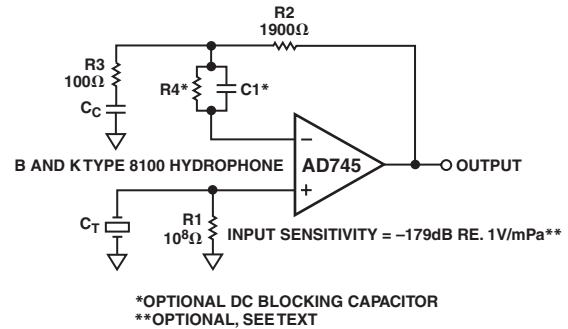 R2
1900Ω
R3
100Ω
R4*
C1*
CC
B AND K TYPE 8100 HYDROPHONE
AD745
OUTPUT
CT
R1
10⁸Ω
INPUT SENSITIVITY = –179dB RE. 1V/mPa**
*OPTIONAL DC BLOCKING CAPACITOR
**OPTIONAL, SEE TEXT